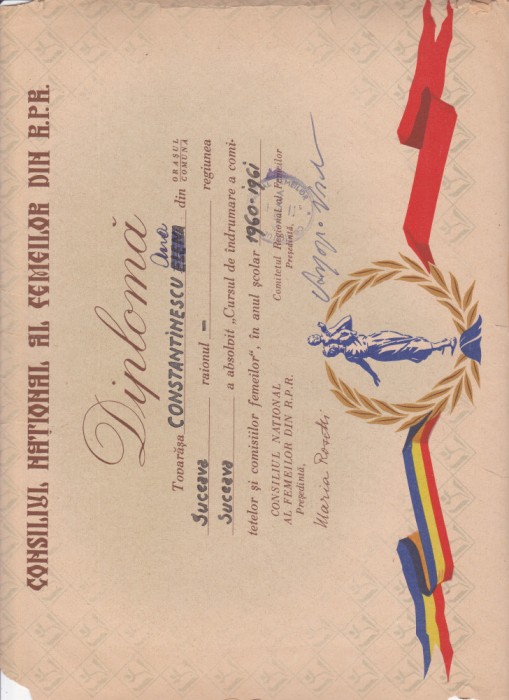 CONSILIUL NAȚIONAL AL FEMEILOR DIN R.P.R.
Diplomă
Tovarășa CONSTANTINESCU Ana din ORAȘUL COMUNA
Suceava raionul — regiunea
Suceava a absolvit „Cursul de îndrumare a comi-
tetelor și comisiilor femeilor”, în anul școlar 1960-1961
CONSILIUL NAȚIONAL
AL FEMEILOR DIN R.P.R.
Președintă,
Maria Rosetti
Comitetul Regional al Femeilor
Președintă,